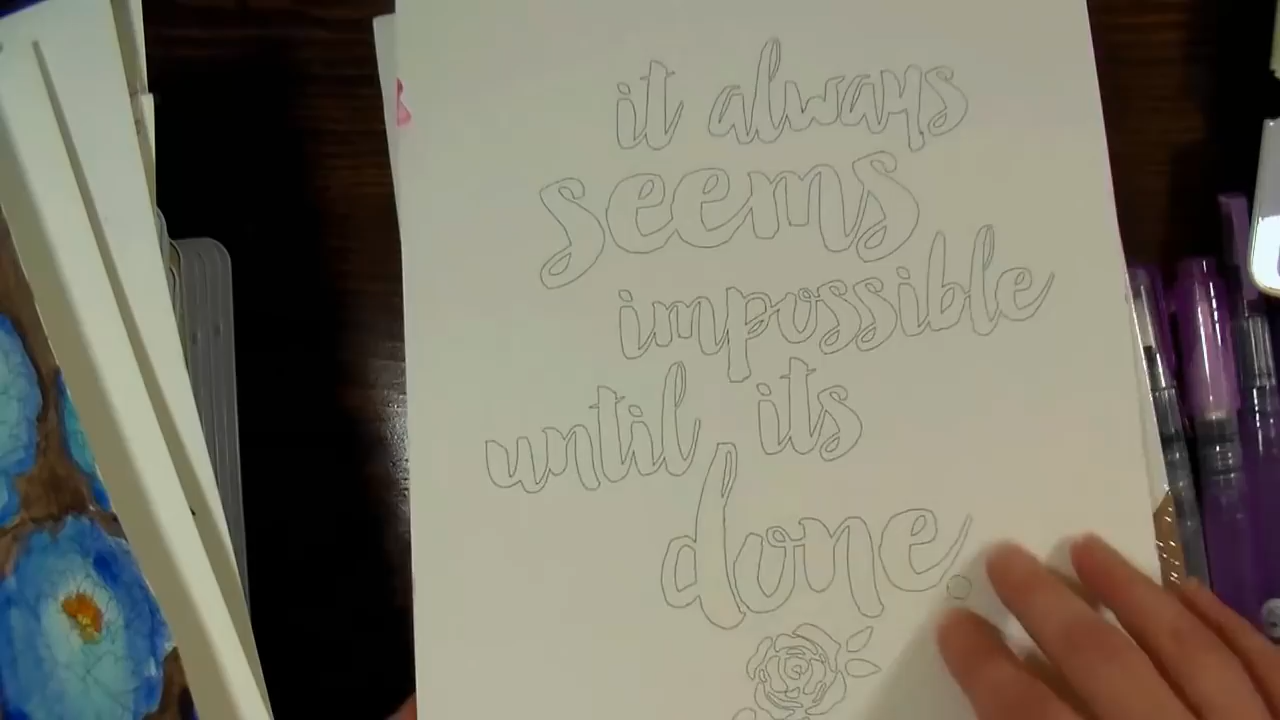 it always
seems
impossible
until its
done.